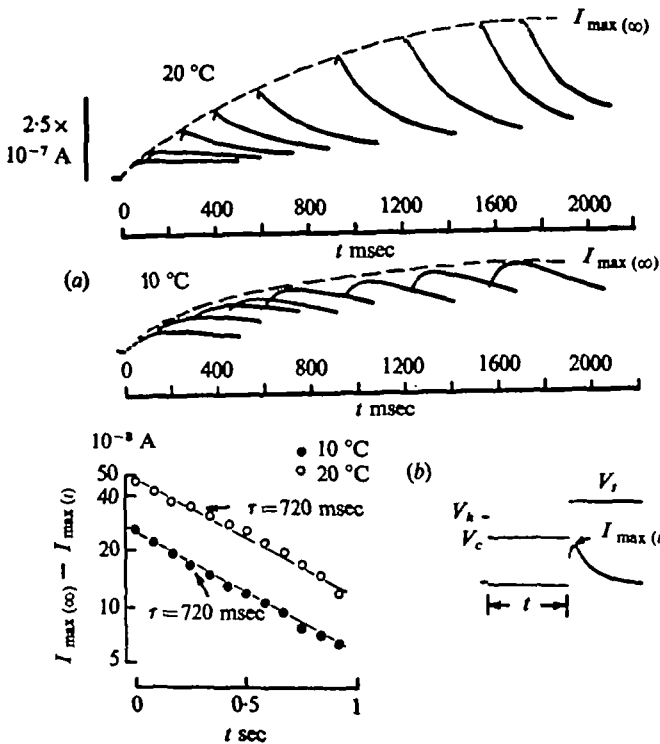 I max (∞)
20 °C
2·5×
10⁻⁷ A
0 400 800 1200 1600 2000
t msec
(a) 10 °C
I max (∞)
0 400 800 1200 1600 2000
t msec
10⁻⁸ A
● 10 °C
○ 20 °C
(b)
50
40
20
10
5
I max (∞) − I max (t)
τ = 720 msec
τ = 720 msec
0 0·5 1
t sec
V t
V h
V c
I max (t
t